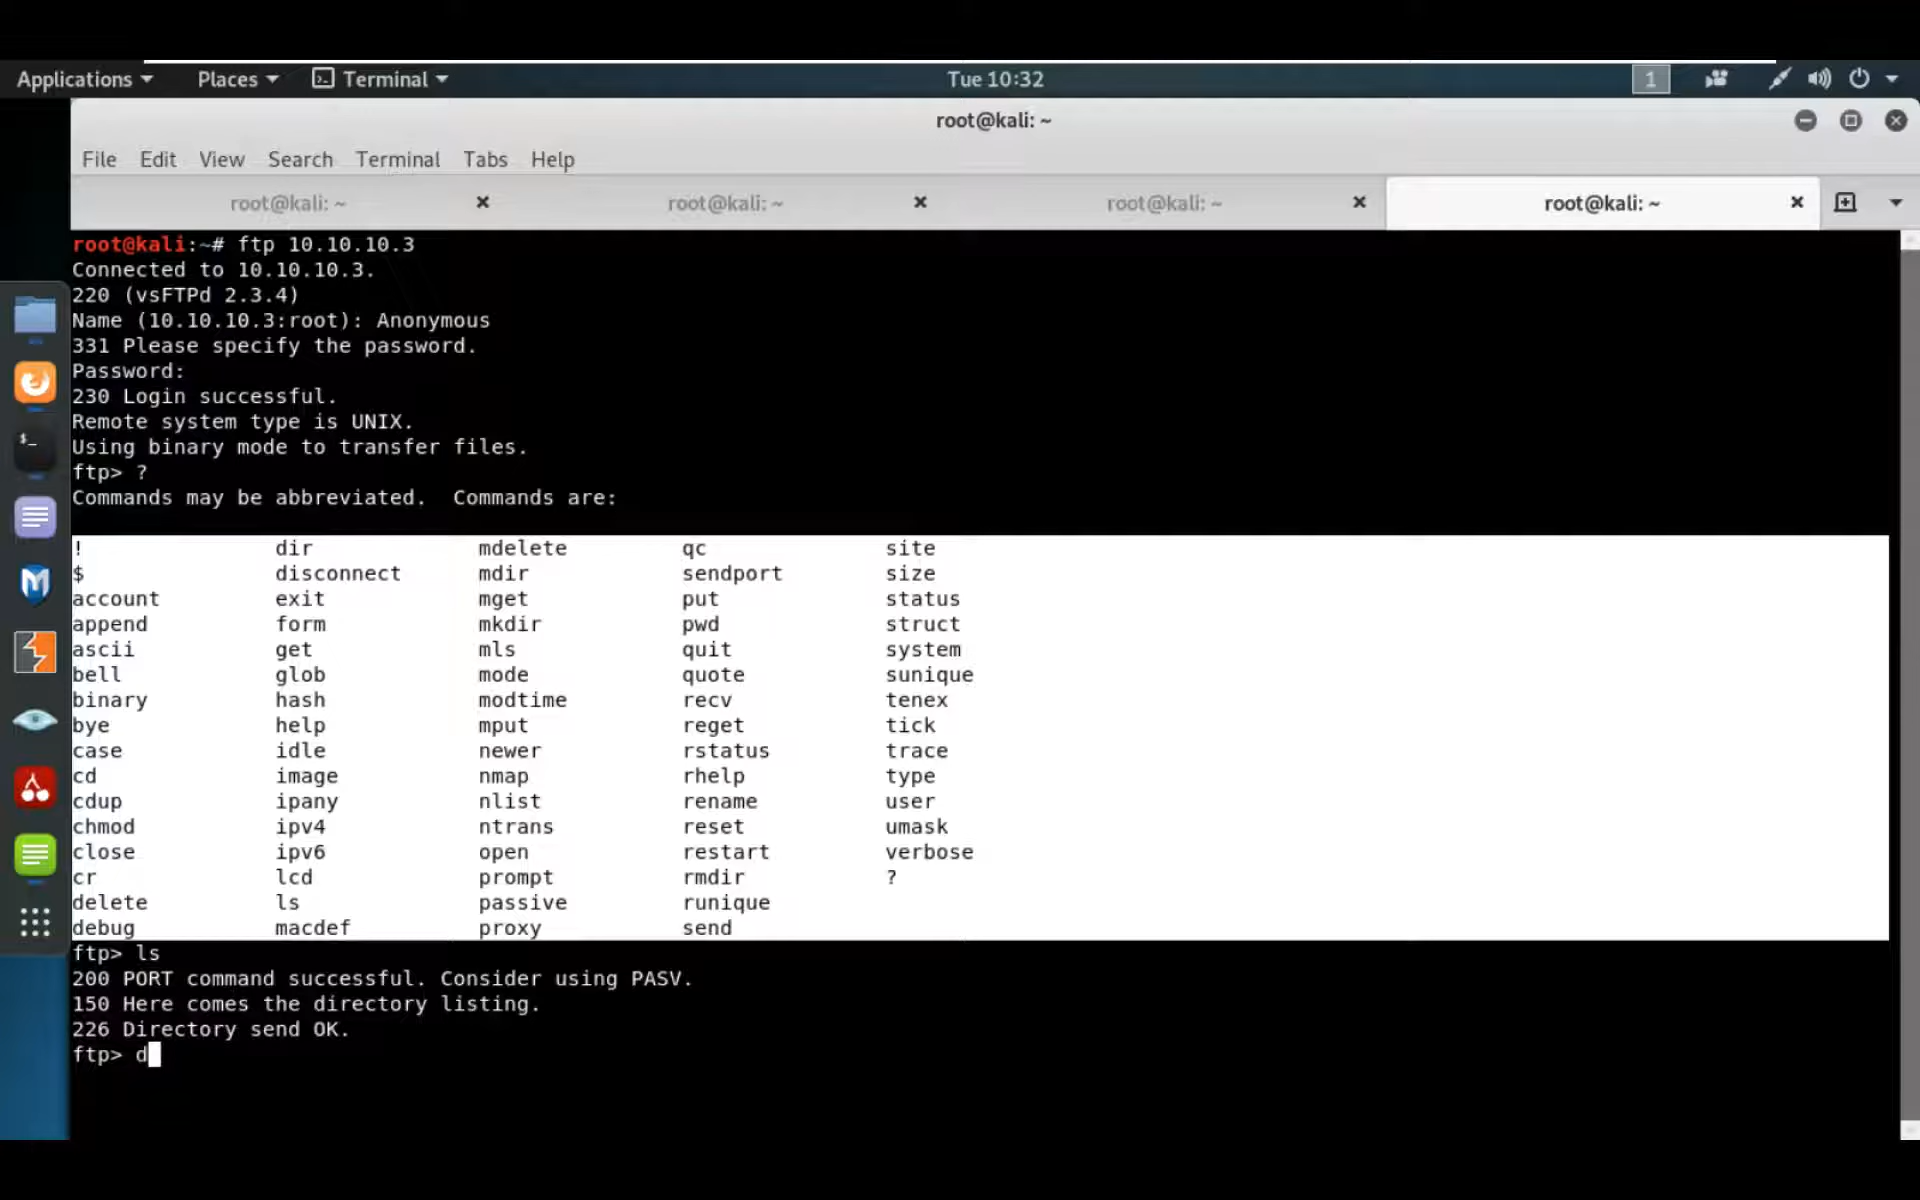 Applications Places Terminal Tue 10:32 1
root@kali: ~
File Edit View Search Terminal Tabs Help
root@kali: ~ root@kali: ~ root@kali: ~ root@kali: ~
root@kali:~# ftp 10.10.10.3
Connected to 10.10.10.3.
220 (vsFTPd 2.3.4)
Name (10.10.10.3:root): Anonymous
331 Please specify the password.
Password:
230 Login successful.
Remote system type is UNIX.
Using binary mode to transfer files.
ftp> ?
Commands may be abbreviated.  Commands are:
! dir mdelete qc site
$ disconnect mdir sendport size
account exit mget put status
append form mkdir pwd struct
ascii get mls quit system
bell glob mode quote sunique
binary hash modtime recv tenex
bye help mput reget tick
case idle newer rstatus trace
cd image nmap rhelp type
cdup ipany nlist rename user
chmod ipv4 ntrans reset umask
close ipv6 open restart verbose
cr lcd prompt rmdir ?
delete ls passive runique
debug macdef proxy send
ftp> ls
200 PORT command successful. Consider using PASV.
150 Here comes the directory listing.
226 Directory send OK.
ftp> d